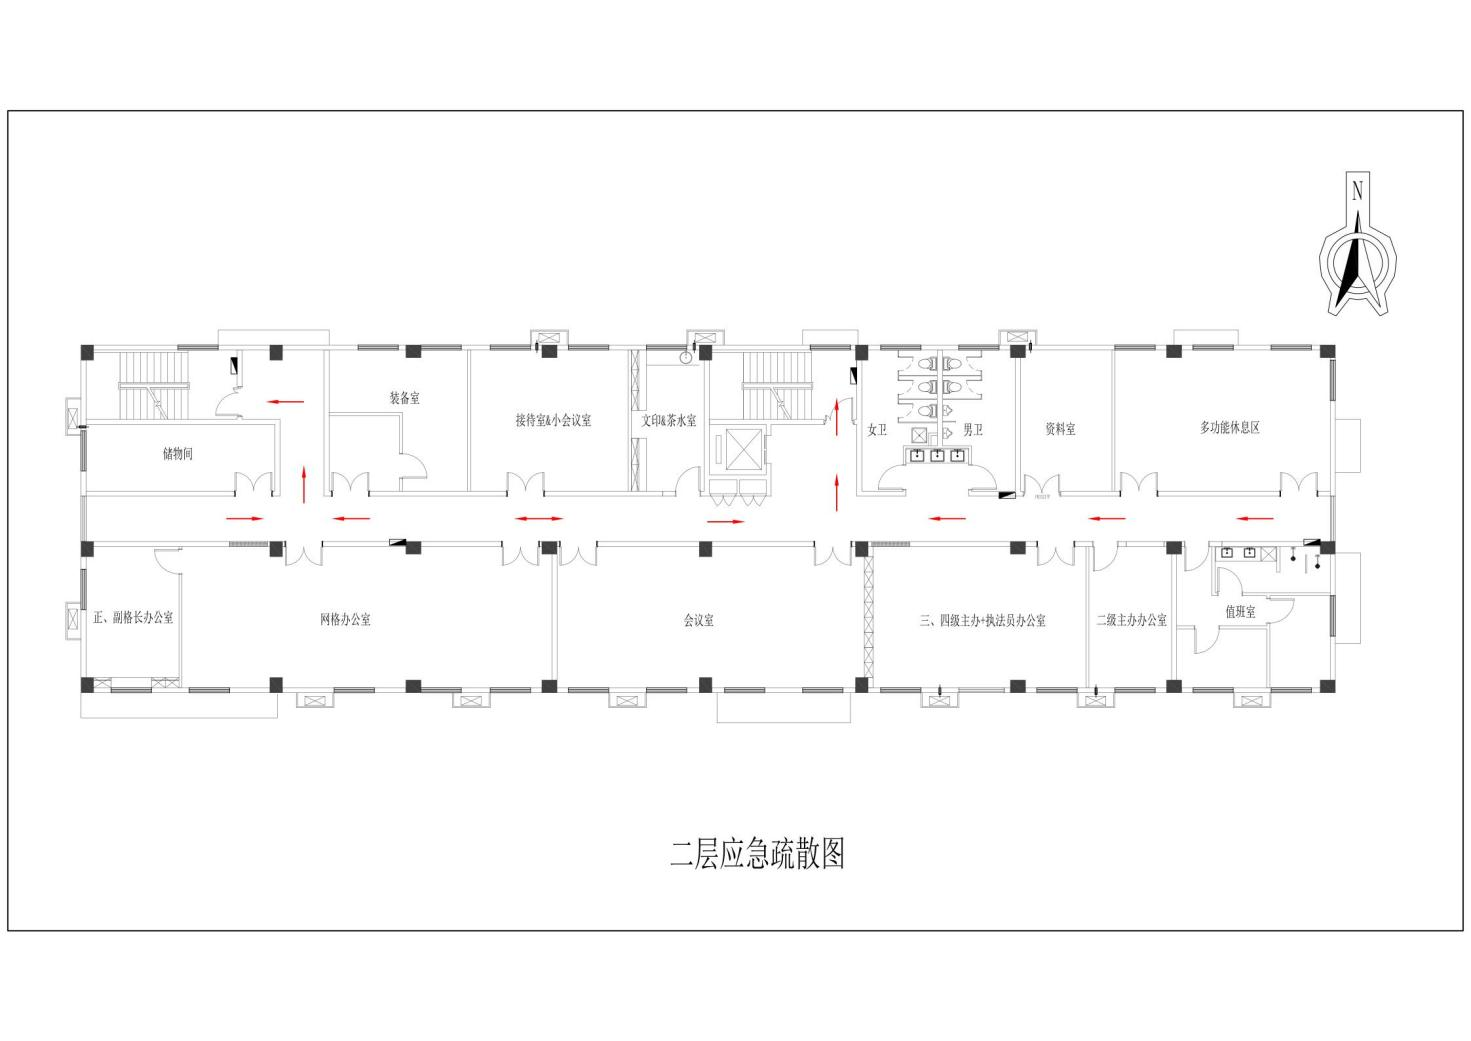 N
装备室
接待室&小会议室
文印&茶水室
女卫
男卫
资料室
多功能休息区
储物间
正、副格长办公室
网格办公室
会议室
三、四级主办+执法员办公室
二级主办办公室
值班室
二层应急疏散图